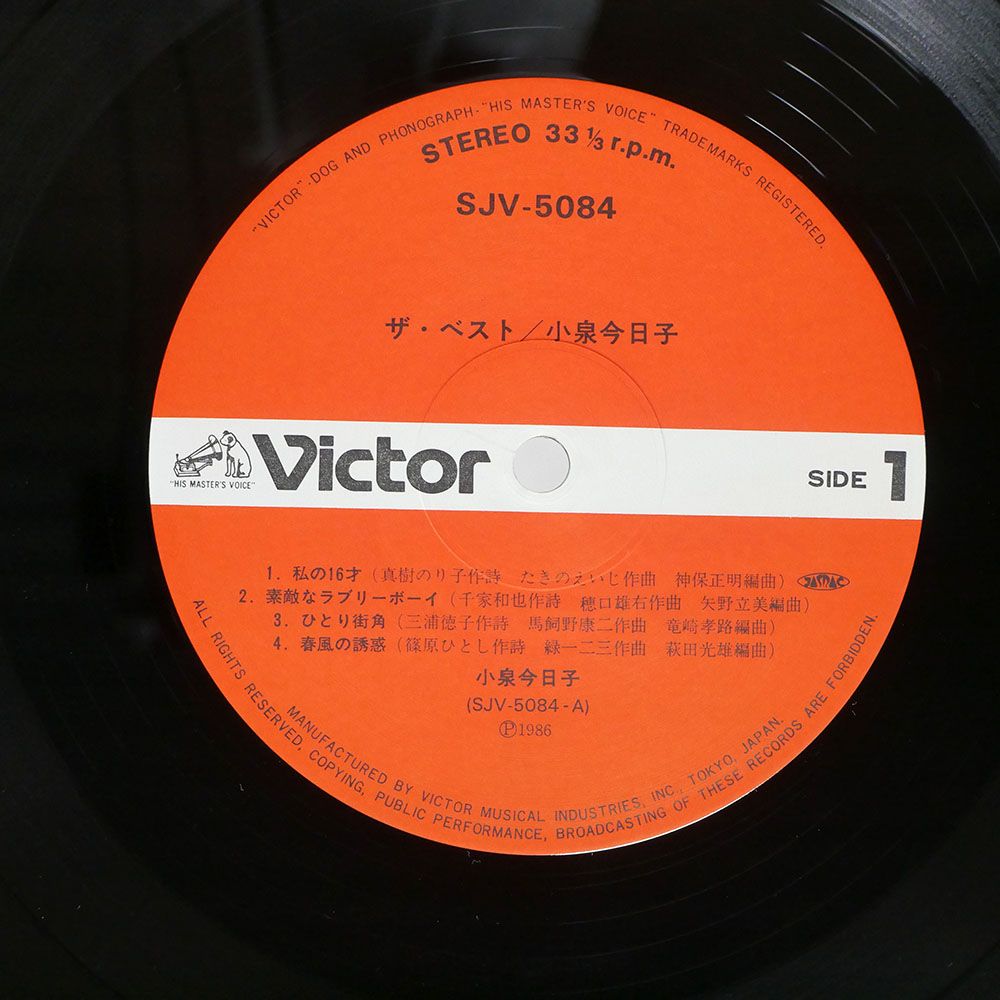 "VICTOR"-DOG AND PHONOGRAPH-"HIS MASTER'S VOICE" TRADEMARKS REGISTERED.
STEREO 33 ⅓ r.p.m.
SJV-5084
ザ・ベスト／小泉今日子
"HIS MASTER'S VOICE"
Victor
SIDE 1
1. 私の16才（真樹のり子作詩　たきのえいじ作曲　神保正明編曲） JASRAC
2. 素敵なラブリーボーイ（千家和也作詩　穂口雄右作曲　矢野立美編曲）
3. ひとり街角（三浦徳子作詩　馬飼野康二作曲　竜崎孝路編曲）
4. 春風の誘惑（篠原ひとし作詩　緑一二三作曲　萩田光雄編曲）
小泉今日子
(SJV-5084-A)
Ⓟ1986
MANUFACTURED BY VICTOR MUSICAL INDUSTRIES, INC., TOKYO, JAPAN.
ALL RIGHTS RESERVED, COPYING, PUBLIC PERFORMANCE, BROADCASTING OF THESE RECORDS ARE FORBIDDEN.